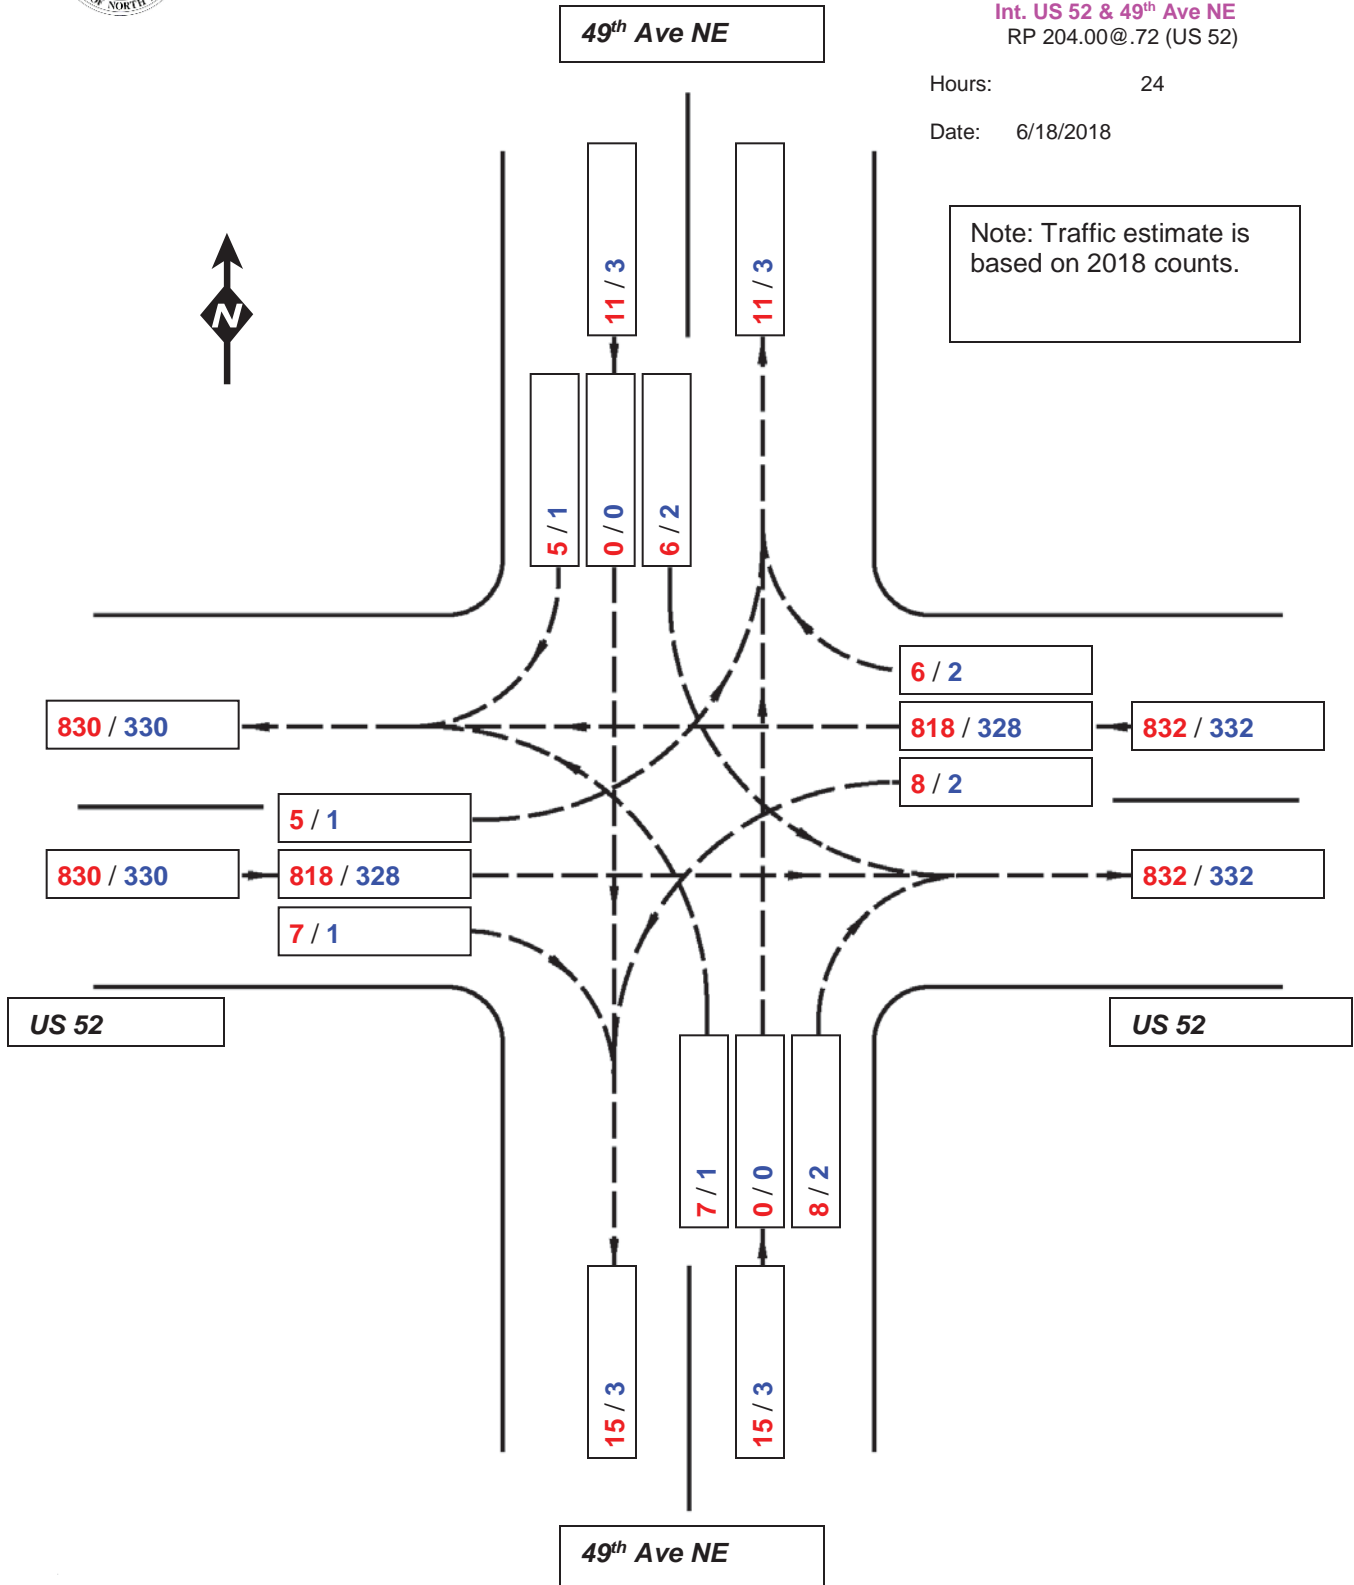 OF NORTH
49th Ave NE
Int. US 52 & 49th Ave NE
RP 204.00@.72 (US 52)
Hours: 24
Date: 6/18/2018
Note: Traffic estimate is
based on 2018 counts.
11 / 3
11 / 3
N
5 / 1
0 / 0
6 / 2
6 / 2
830 / 330
818 / 328
832 / 332
8 / 2
5 / 1
830 / 330
818 / 328
832 / 332
7 / 1
US 52
US 52
7 / 1
0 / 0
8 / 2
15 / 3
15 / 3
49th Ave NE